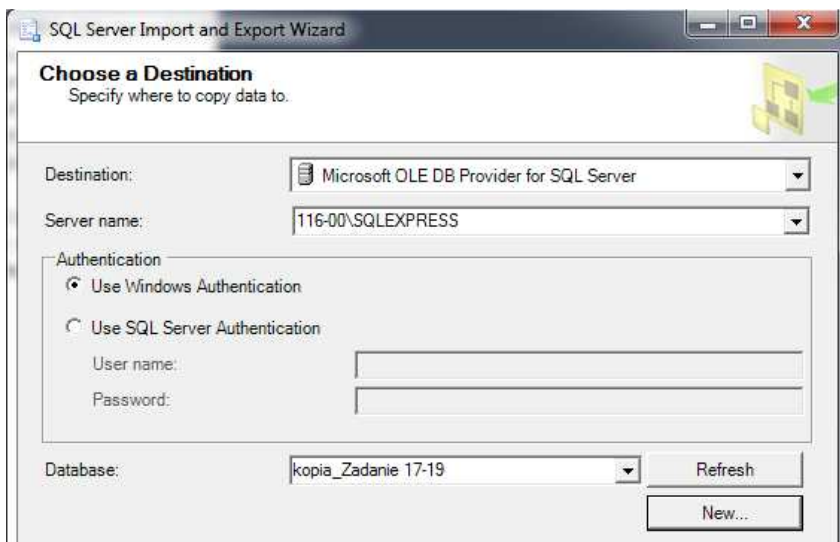 SQL Server Import and Export Wizard
Choose a Destination
Specify where to copy data to.
Destination: Microsoft OLE DB Provider for SQL Server
Server name: 116-00\SQLEXPRESS
Authentication
Use Windows Authentication
Use SQL Server Authentication
User name:
Password:
Database: kopia_Zadanie 17-19 Refresh
New...